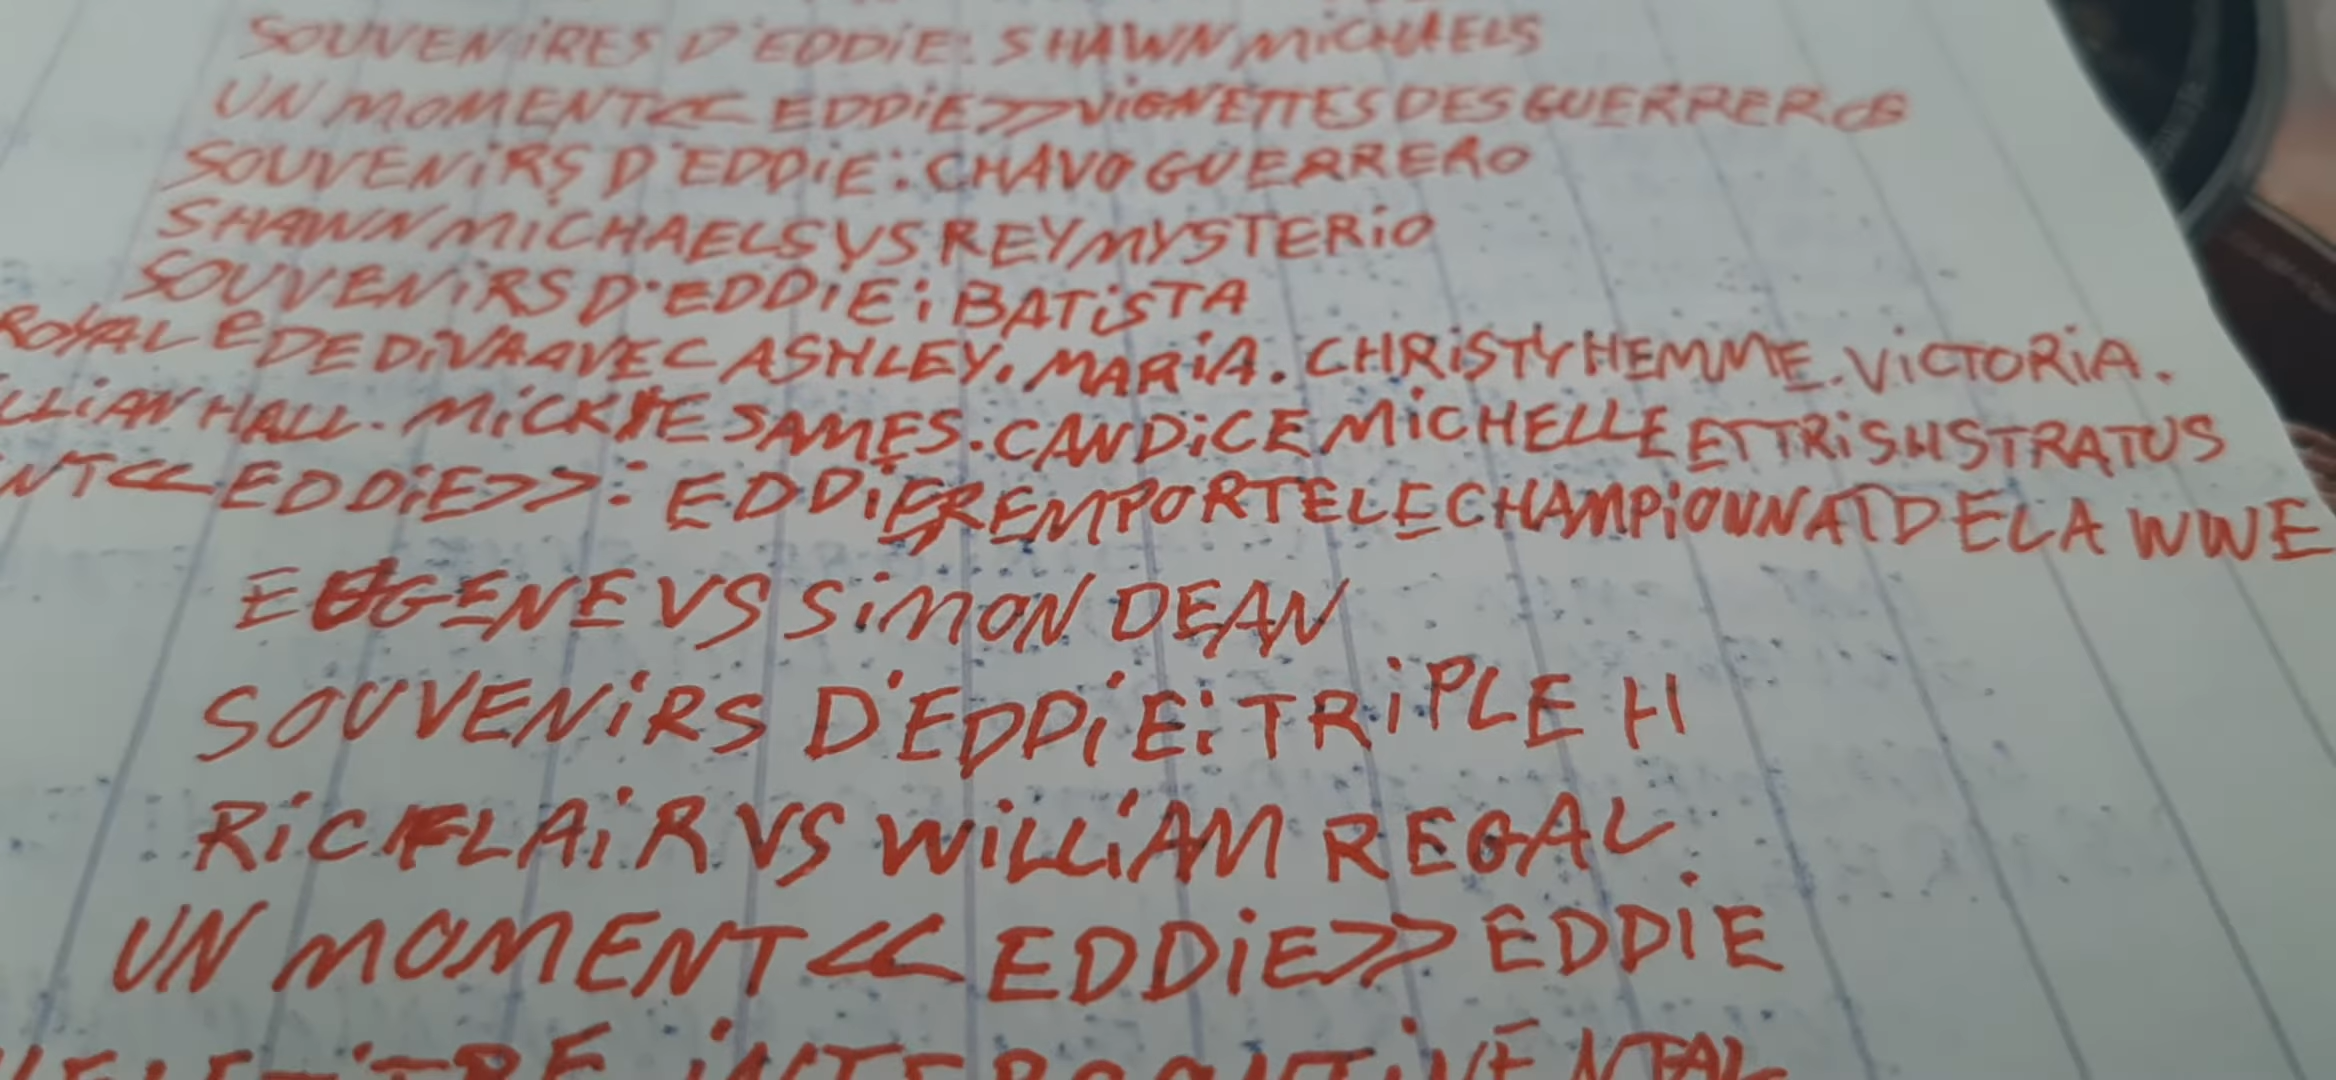 SOUVENIRES D'EDDIE: SHAWN MICHAELS
UN MOMENT << EDDIE >> VIGNETTES DES GUERREROS
SOUVENIRS D'EDDIE: CHAVO GUERRERO
SHAWN MICHAELS VS REY MYSTERIO
SOUVENIRS D'EDDIE: BATISTA
ROYALE DE DIVA AVEC ASHLEY. MARIA. CHRISTY HEMME. VICTORIA.
LLIAN HALL. MICKIE JAMES. CANDICE MICHELLE ET TRISH STRATUS
NT << EDDIE >>: EDDIE REMPORTE LE CHAMPIONNAT DE LA WWE
EUGENE VS SIMON DEAN
SOUVENIRS D'EDDIE: TRIPLE H
RIC FLAIR VS WILLIAM REGAL
UN MOMENT << EDDIE >> EDDIE
TITRE